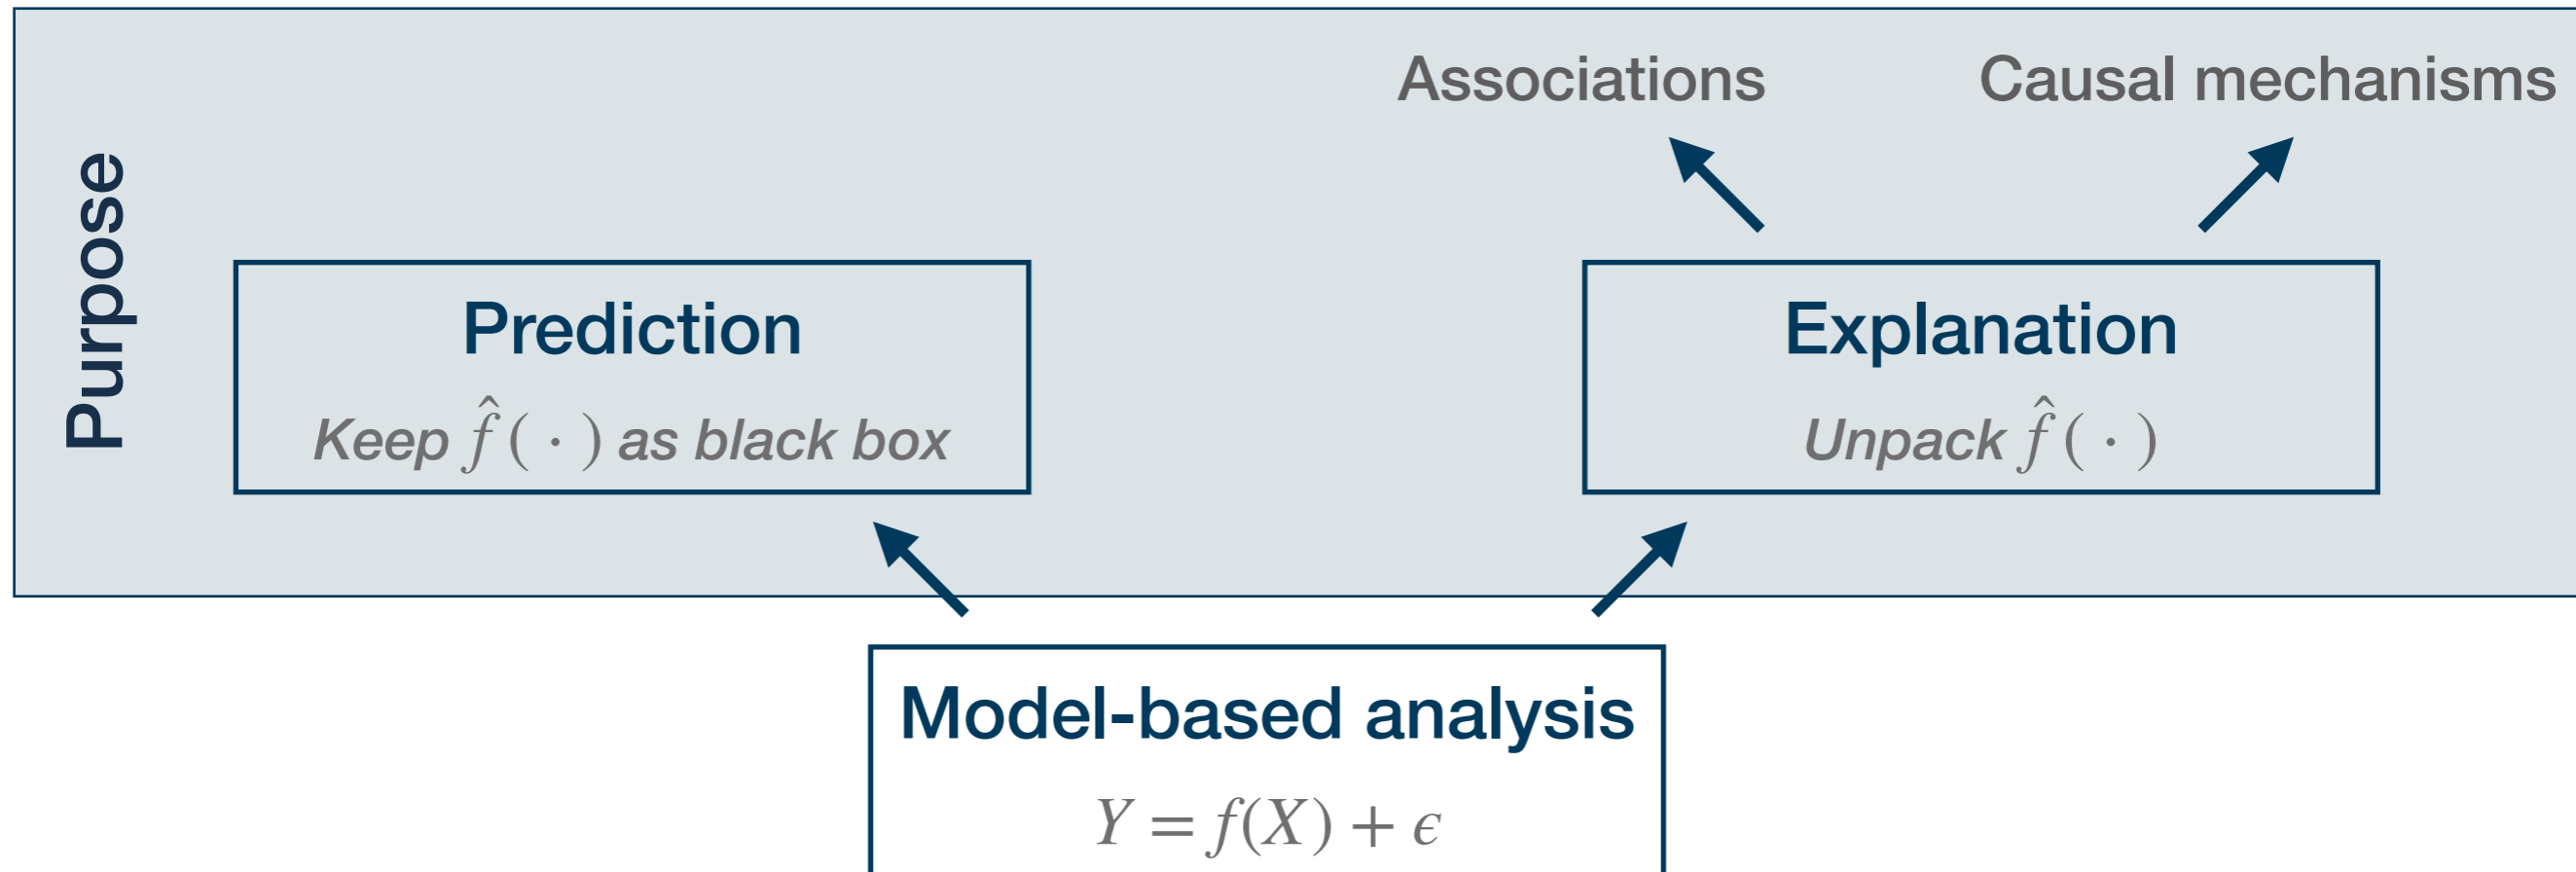 Purpose
Associations
Causal mechanisms
Prediction
Keep f̂ ( · ) as black box
Explanation
Unpack f̂ ( · )
Model-based analysis
Y = f(X) + ϵ